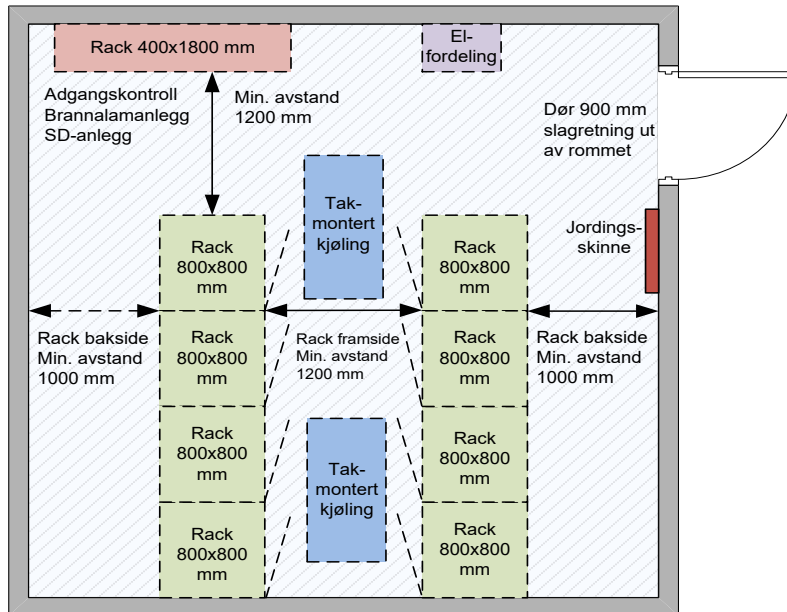 Rack 400x1800 mm
El-
fordeling
Adgangskontroll
Brannalamanlegg
SD-anlegg
Min. avstand
1200 mm
Dør 900 mm
slagretning ut
av rommet
Tak-
montert
kjøling
Rack
800x800
mm
Rack
800x800
mm
Jordings-
skinne
Rack bakside
Min. avstand
1000 mm
Rack
800x800
mm
Rack framside
Min. avstand
1200 mm
Rack
800x800
mm
Rack bakside
Min. avstand
1000 mm
Rack
800x800
mm
Rack
800x800
mm
Tak-
montert
kjøling
Rack
800x800
mm
Rack
800x800
mm